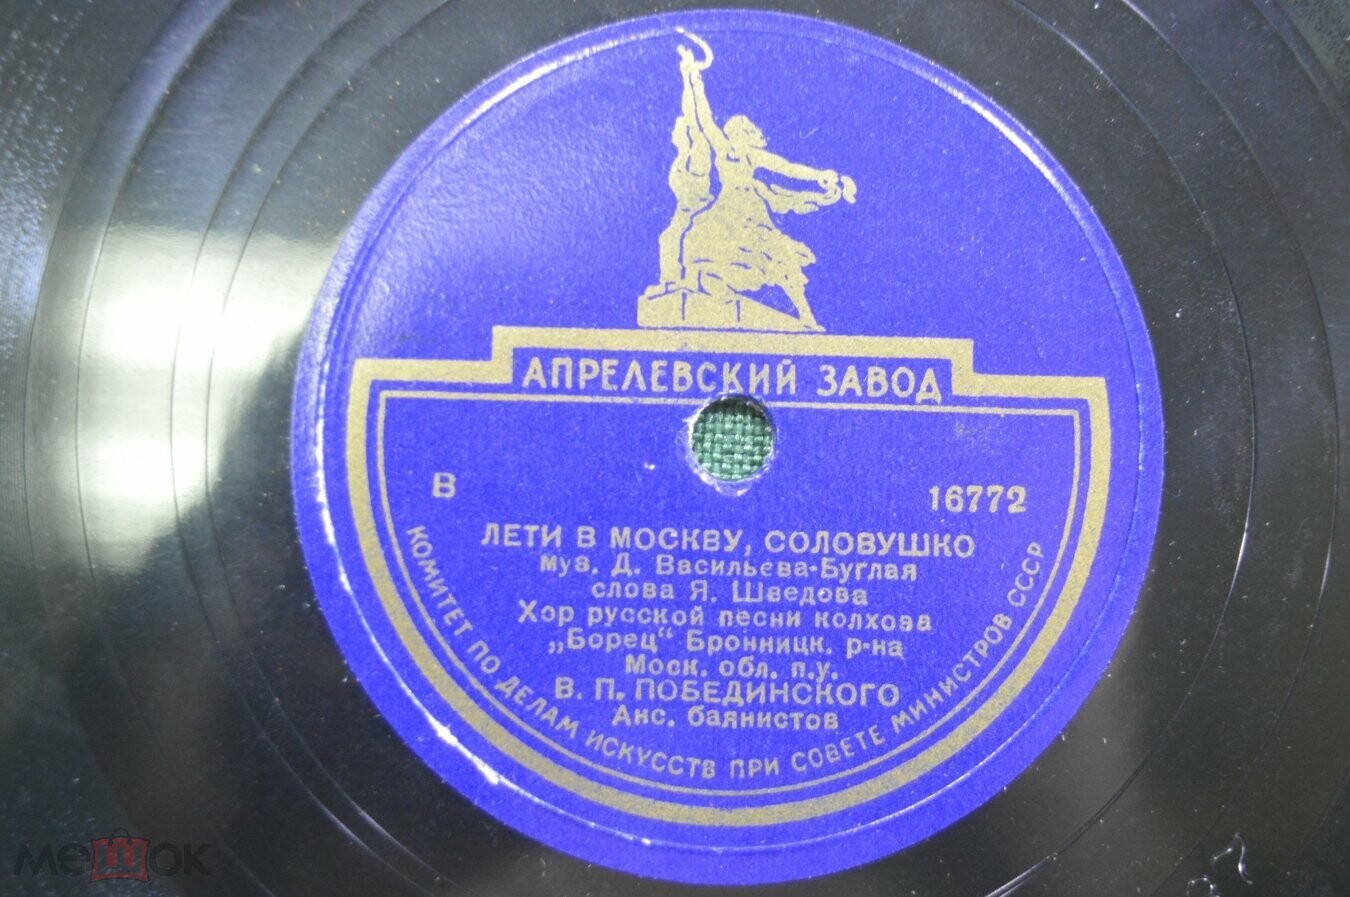 АПРЕЛЕВСКИЙ ЗАВОД
В 16772
ЛЕТИ В МОСКВУ, СОЛОВУШКО
муз. Д. Васильева-Буглая
слова Я. Шведова
Хор русской песни колхоза
„Борец“ Бронницк. р-на
Моск. обл. п.у.
В. П. ПОБЕДИНСКОГО
Анс. баянистов
КОМИТЕТ ПО ДЕЛАМ ИСКУССТВ ПРИ СОВЕТЕ МИНИСТРОВ СССР
мешок